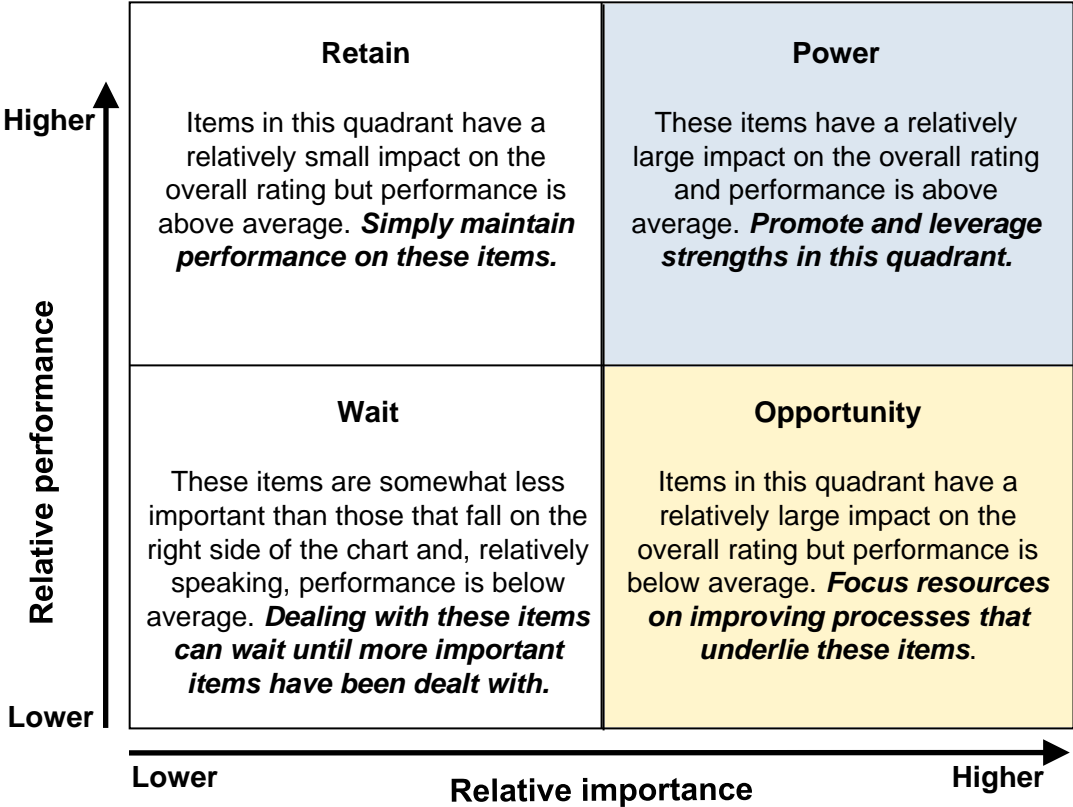 Retain
Items in this quadrant have a
relatively small impact on the
overall rating but performance is
above average. Simply maintain
performance on these items.
Power
These items have a relatively
large impact on the overall rating
and performance is above
average. Promote and leverage
strengths in this quadrant.
Higher
Relative performance
Lower
Wait
These items are somewhat less
important than those that fall on the
right side of the chart and, relatively
speaking, performance is below
average. Dealing with these items
can wait until more important
items have been dealt with.
Opportunity
Items in this quadrant have a
relatively large impact on the
overall rating but performance is
below average. Focus resources
on improving processes that
underlie these items.
Lower
Relative importance
Higher